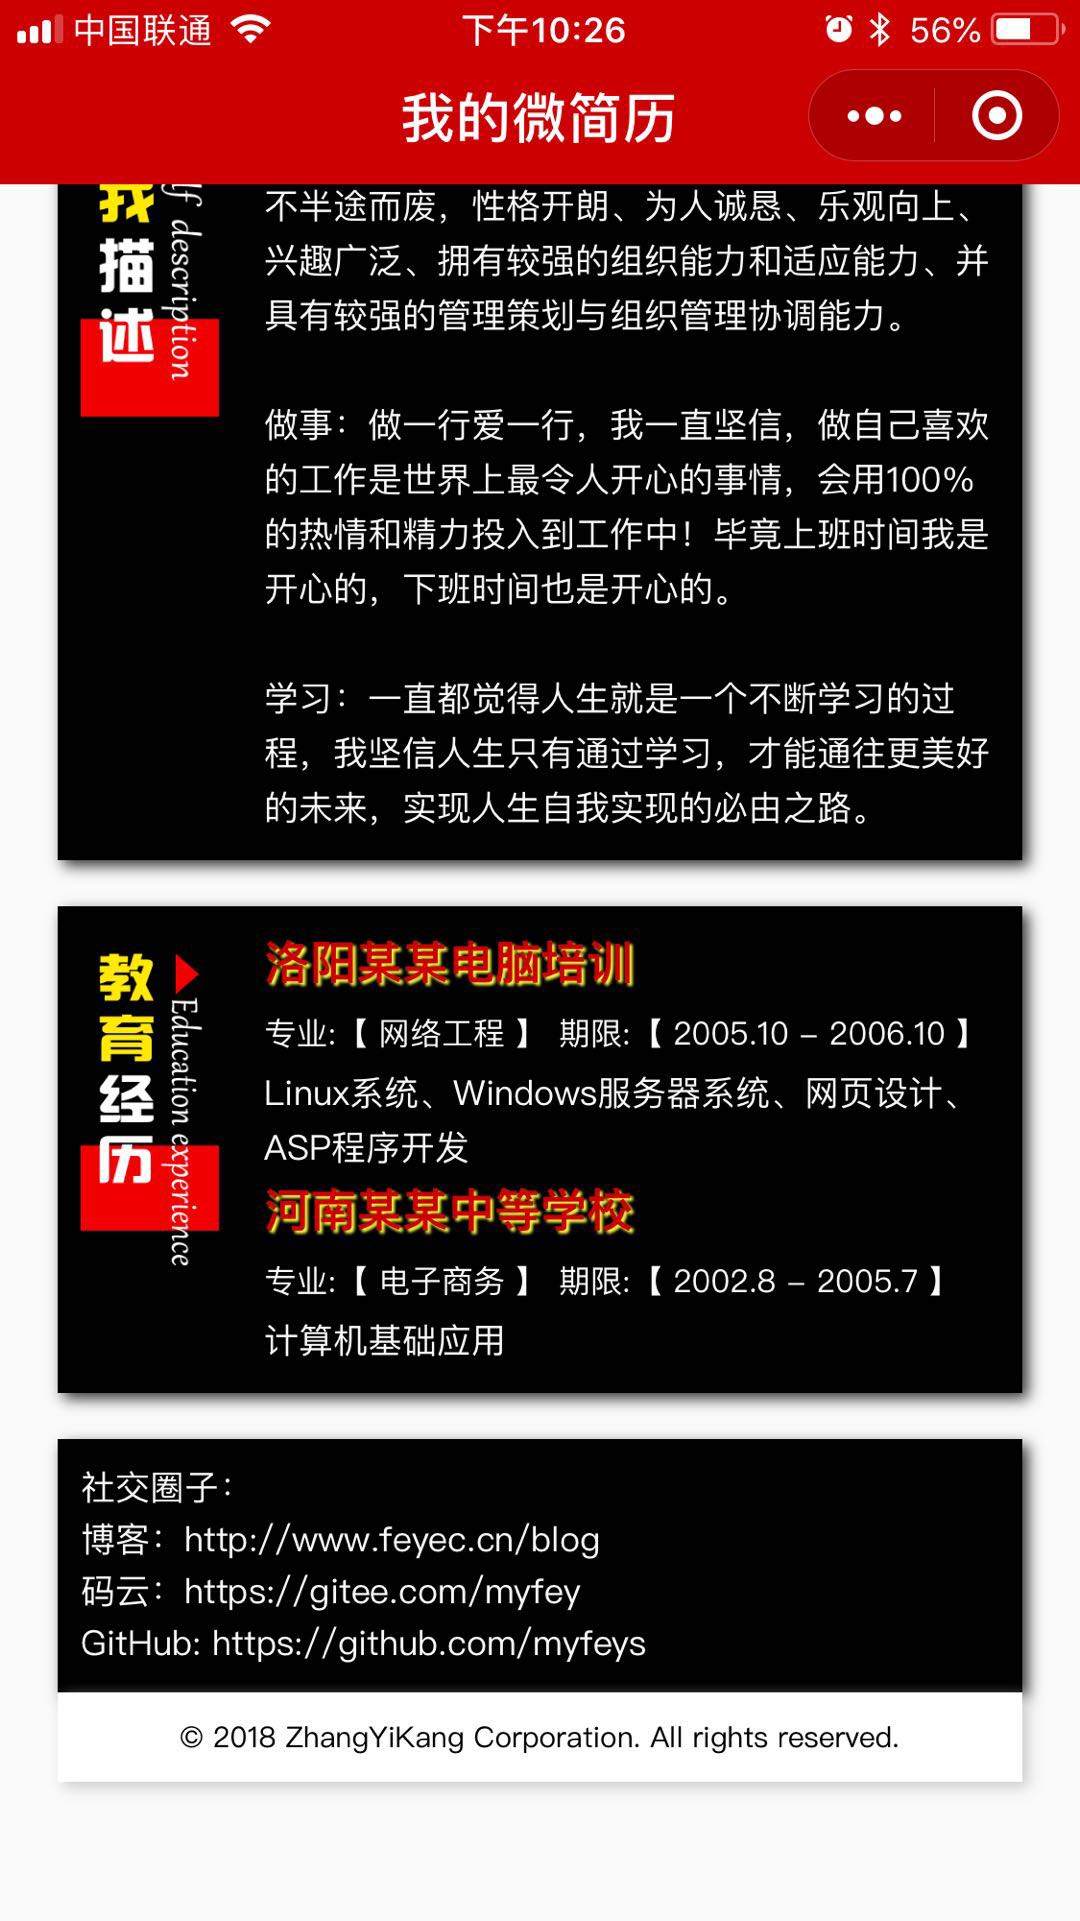 中国联通
下午10:26
56%
我的微简历
我描述
description
不半途而废，性格开朗、为人诚恳、乐观向上、
兴趣广泛、拥有较强的组织能力和适应能力、并
具有较强的管理策划与组织管理协调能力。
做事：做一行爱一行，我一直坚信，做自己喜欢
的工作是世界上最令人开心的事情，会用100%
的热情和精力投入到工作中！毕竟上班时间我是
开心的，下班时间也是开心的。
学习：一直都觉得人生就是一个不断学习的过
程，我坚信人生只有通过学习，才能通往更美好
的未来，实现人生自我实现的必由之路。
教育经历
Education experience
洛阳某某电脑培训
专业:【 网络工程 】 期限:【 2005.10 - 2006.10 】
Linux系统、Windows服务器系统、网页设计、
ASP程序开发
河南某某中等学校
专业:【 电子商务 】 期限:【 2002.8 - 2005.7 】
计算机基础应用
社交圈子：
博客：http://www.feyec.cn/blog
码云：https://gitee.com/myfey
GitHub: https://github.com/myfeys
© 2018 ZhangYiKang Corporation. All rights reserved.